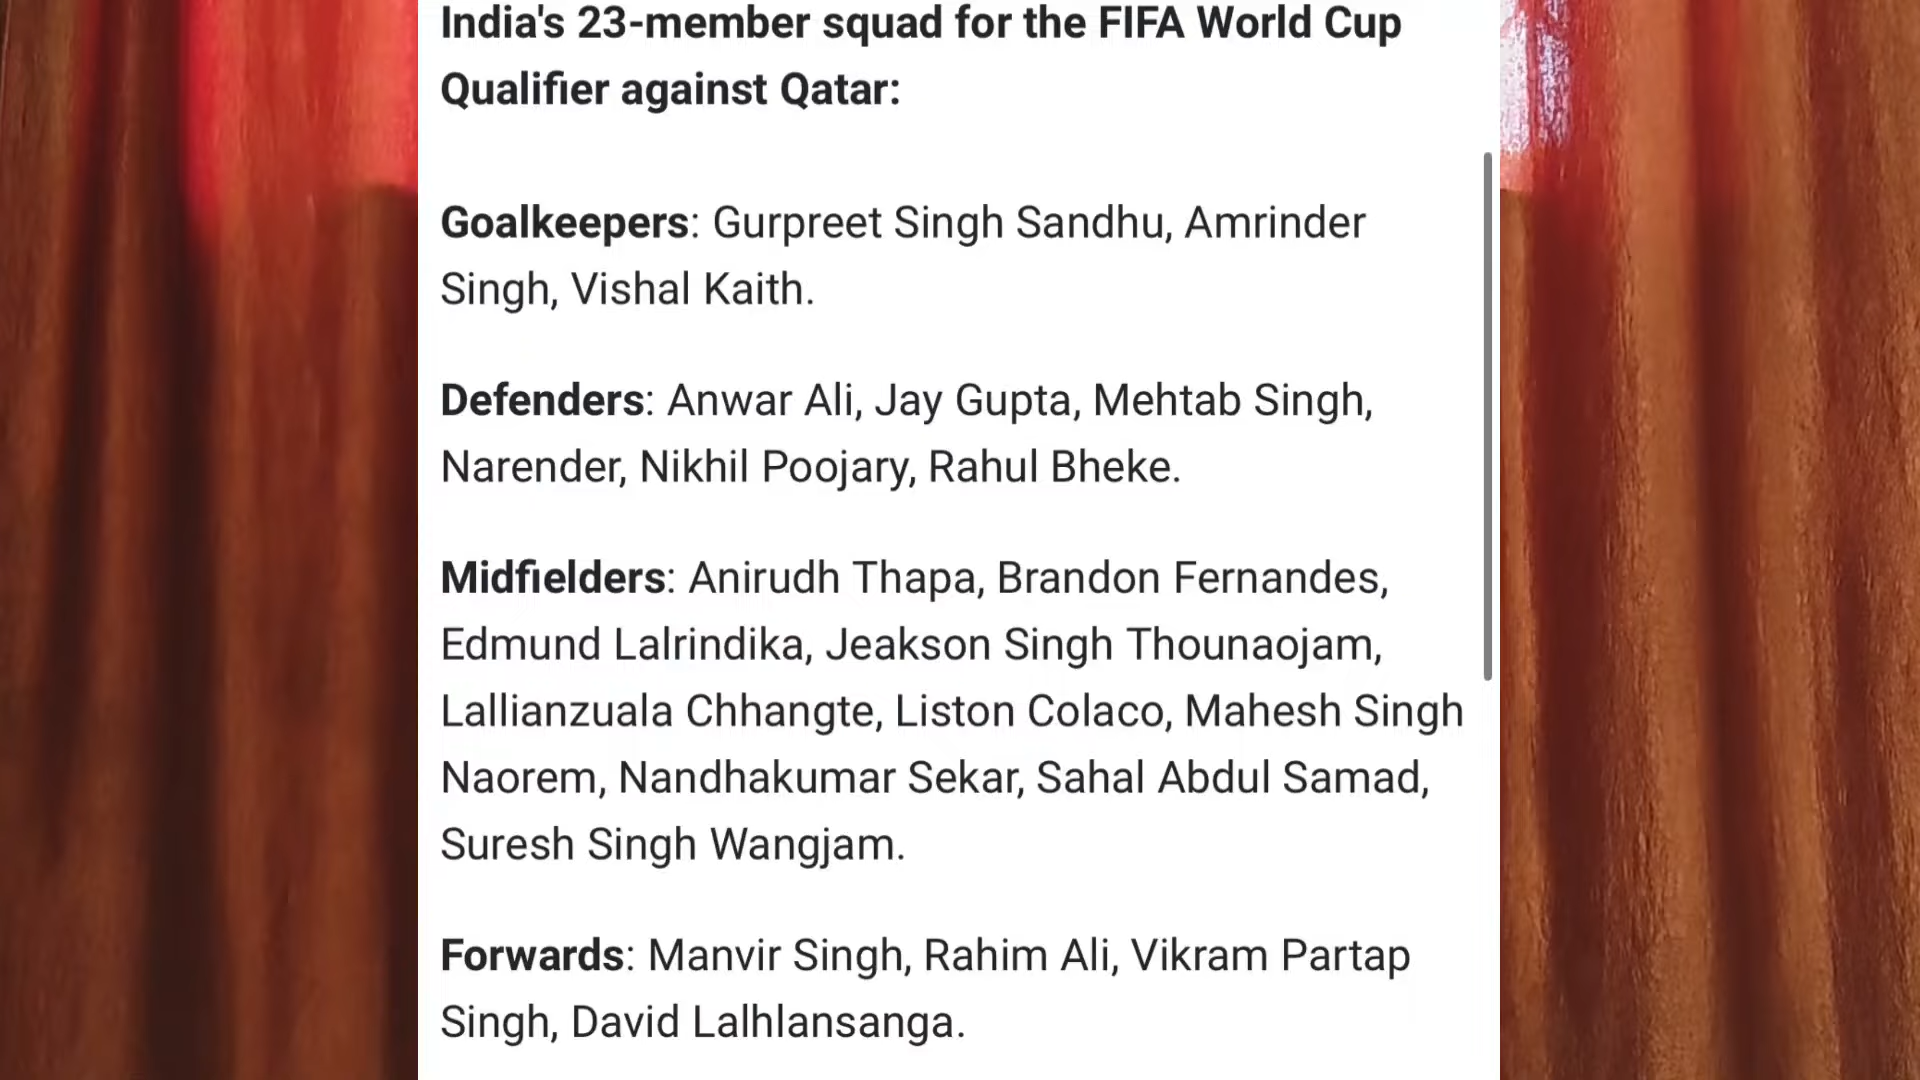 India's 23-member squad for the FIFA World Cup
Qualifier against Qatar:
Goalkeepers: Gurpreet Singh Sandhu, Amrinder
Singh, Vishal Kaith.
Defenders: Anwar Ali, Jay Gupta, Mehtab Singh,
Narender, Nikhil Poojary, Rahul Bheke.
Midfielders: Anirudh Thapa, Brandon Fernandes,
Edmund Lalrindika, Jeakson Singh Thounaojam,
Lallianzuala Chhangte, Liston Colaco, Mahesh Singh
Naorem, Nandhakumar Sekar, Sahal Abdul Samad,
Suresh Singh Wangjam.
Forwards: Manvir Singh, Rahim Ali, Vikram Partap
Singh, David Lalhlansanga.